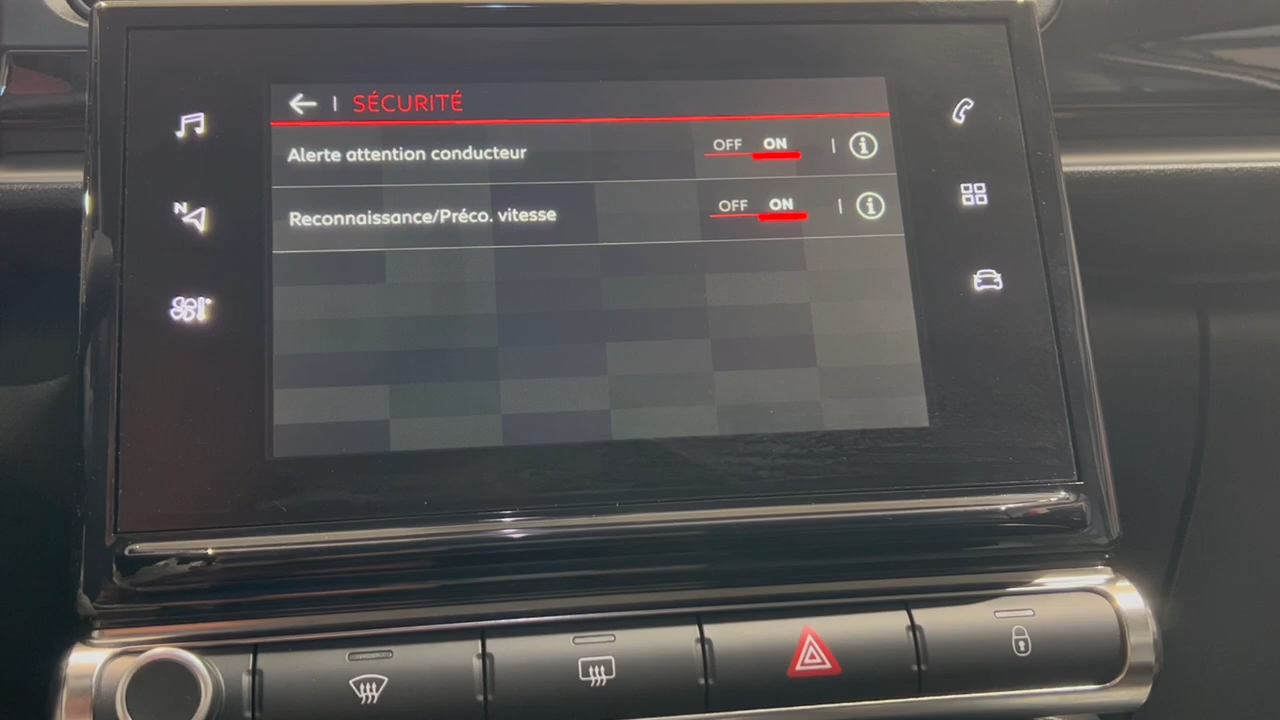 SÉCURITÉ
Alerte attention conducteur OFF ON
Reconnaissance/Préco. vitesse OFF ON
N